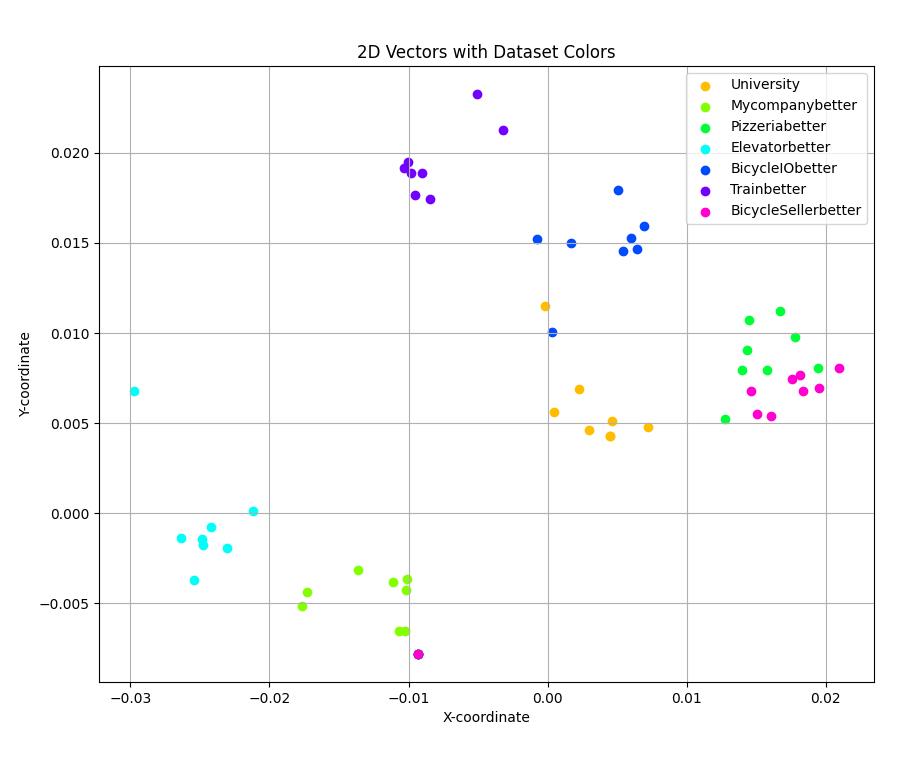 2D Vectors with Dataset Colors
University
Mycompanybetter
Pizzeriabetter
Elevatorbetter
BicycleIObetter
Trainbetter
BicycleSellerbetter
0.020
0.015
0.010
0.005
0.000
−0.005
Y-coordinate
−0.03
−0.02
−0.01
0.00
0.01
0.02
X-coordinate